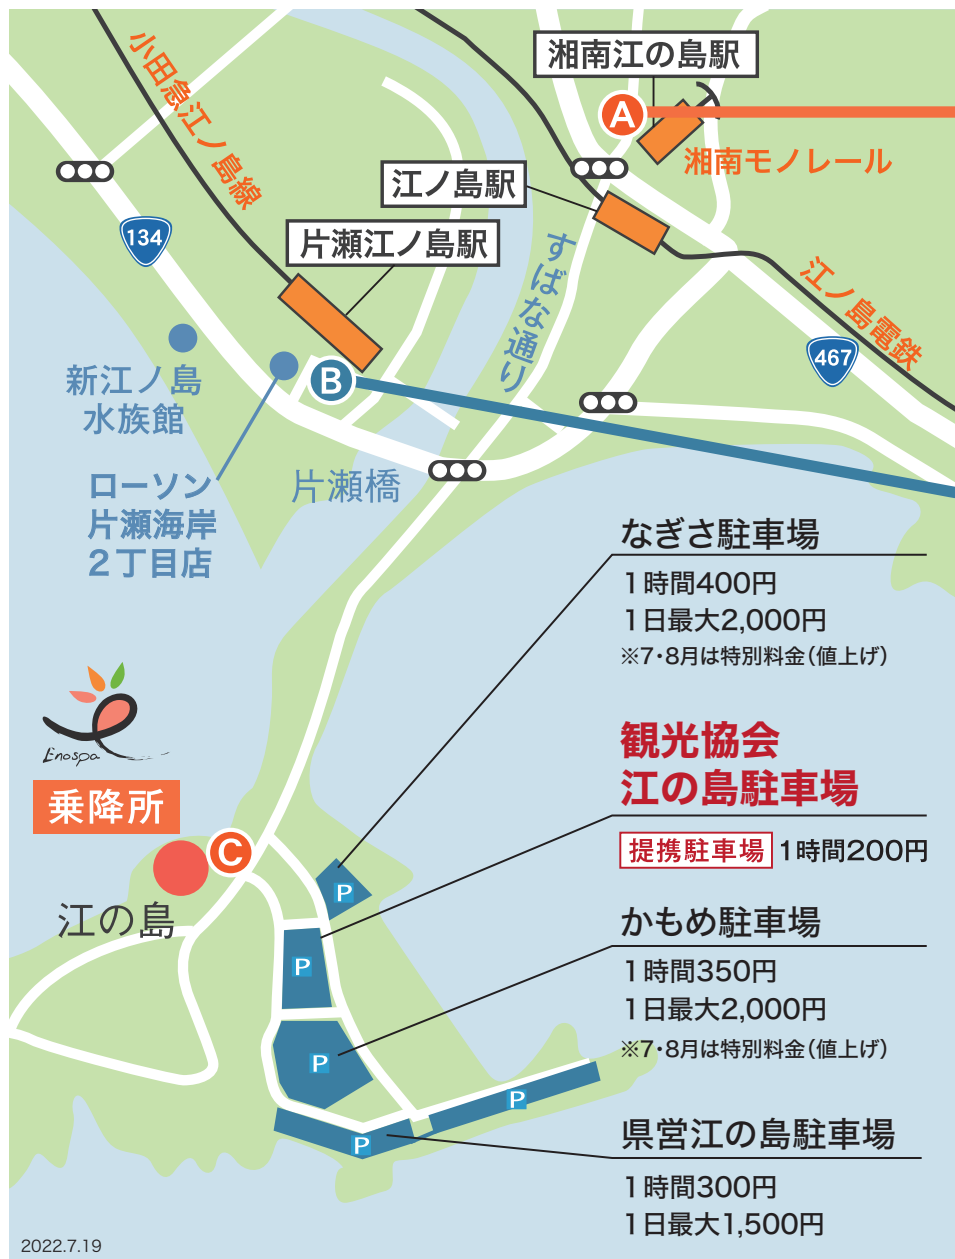 湘南江の島駅
A
湘南モノレール
小田急江ノ島線
江ノ島駅
134
片瀬江ノ島駅
すばな通り
江ノ島電鉄
467
B
新江ノ島
水族館
ローソン
片瀬海岸
２丁目店
片瀬橋
なぎさ駐車場
1時間400円
1日最大2,000円
※7・8月は特別料金（値上げ）
Enospa
乗降所
C
江の島
観光協会
江の島駐車場
提携駐車場 1時間200円
かもめ駐車場
1時間350円
1日最大2,000円
※7・8月は特別料金（値上げ）
P
P
P
P
P
県営江の島駐車場
1時間300円
1日最大1,500円
2022.7.19